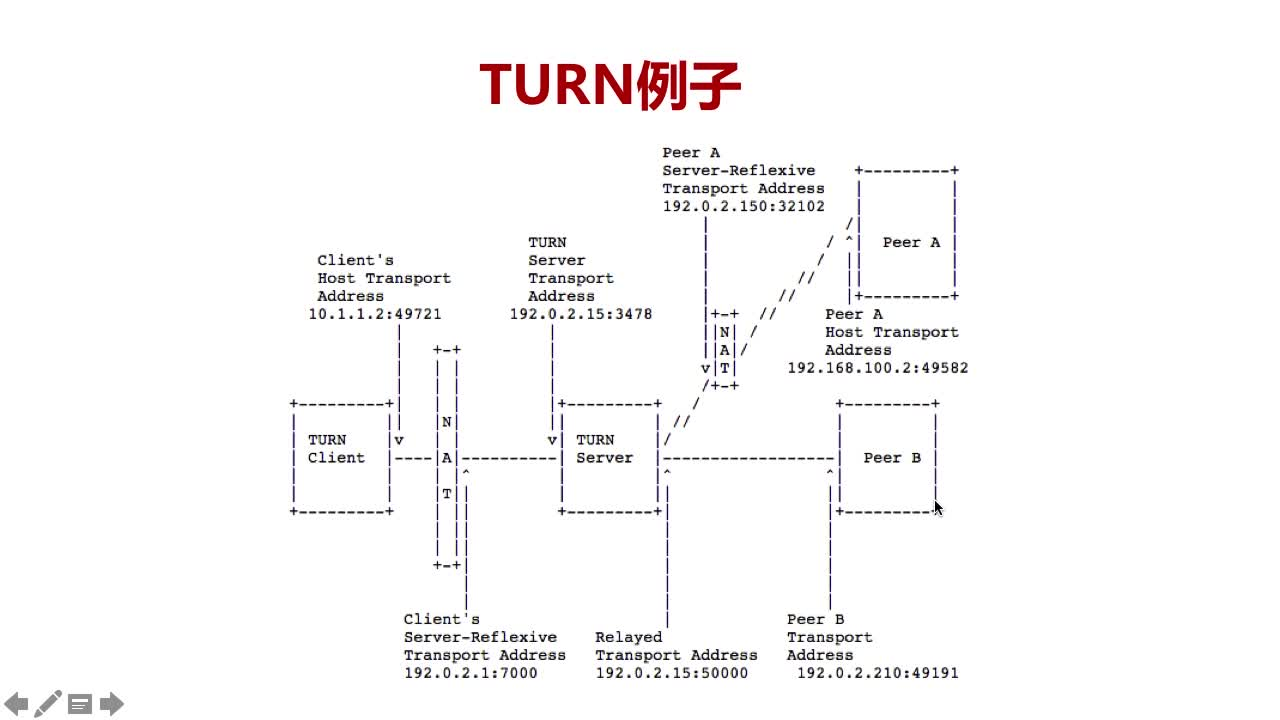 TURN例子
Peer A
Server-Reflexive
Transport Address
192.0.2.150:32102
Peer A
TURN
Server
Transport
Address
192.0.2.15:3478
Client's
Host Transport
Address
10.1.1.2:49721
N
A
T
Peer A
Host Transport
Address
192.168.100.2:49582
TURN
Client
N
A
T
TURN
Server
Peer B
Client's
Server-Reflexive
Transport Address
192.0.2.1:7000
Relayed
Transport Address
192.0.2.15:50000
Peer B
Transport
Address
192.0.2.210:49191